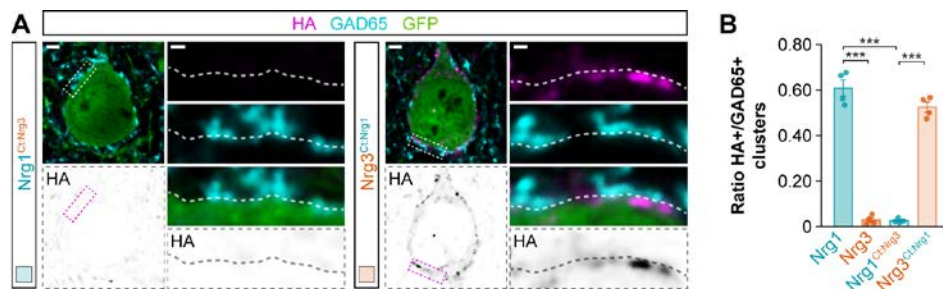 A
HA GAD65 GFP
Nrg1Ct:Nrg3
HA
HA
Nrg3Ct:Nrg1
HA
HA
B
Ratio HA+/GAD65+
clusters
0.80
0.60
0.40
0.20
0
***
***
***
Nrg1
Nrg3
Nrg1Ct:Nrg3
Nrg3Ct:Nrg1